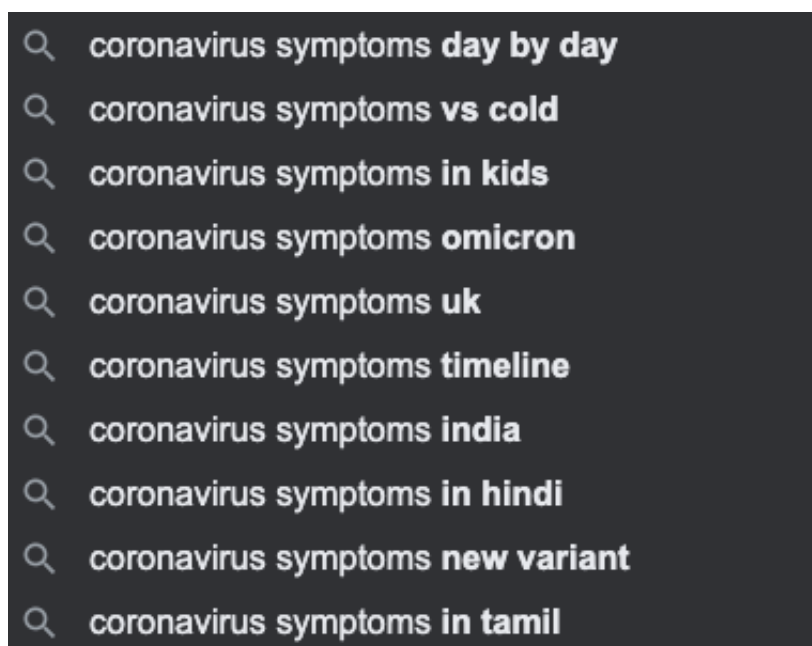 coronavirus symptoms day by day
coronavirus symptoms vs cold
coronavirus symptoms in kids
coronavirus symptoms omicron
coronavirus symptoms uk
coronavirus symptoms timeline
coronavirus symptoms india
coronavirus symptoms in hindi
coronavirus symptoms new variant
coronavirus symptoms in tamil